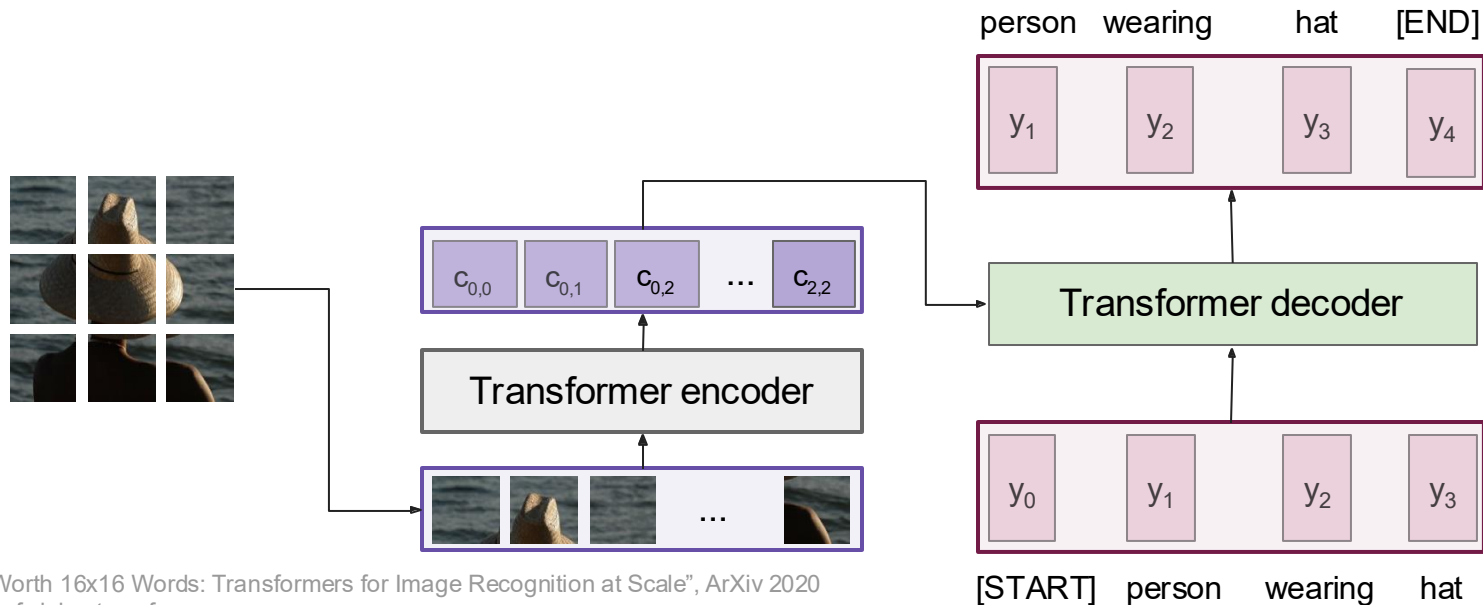 person wearing hat [END]
y1 y2 y3 y4
c0,0 c0,1 c0,2 ... c2,2
Transformer decoder
Transformer encoder
...
y0 y1 y2 y3
[START] person wearing hat
Worth 16x16 Words: Transformers for Image Recognition at Scale”, ArXiv 2020